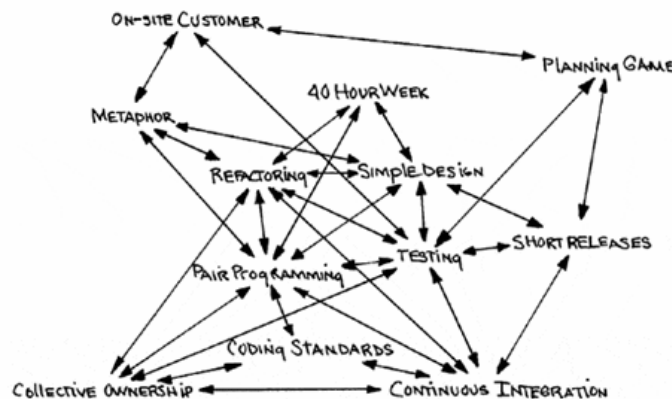 On-site Customer
Planning Game
40 Hour Week
Metaphor
Refactoring
Simple Design
Short Releases
Testing
Pair Programming
Coding Standards
Collective Ownership
Continuous Integration